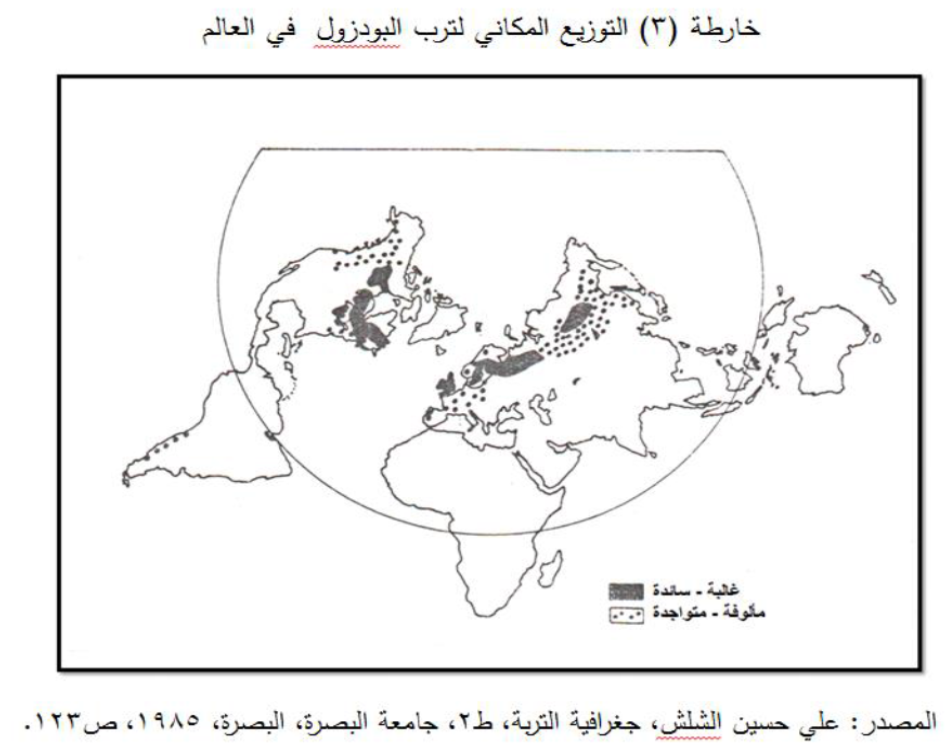 خارطة (٣) التوزيع المكاني لترب البودزول في العالم
غالبة - سائدة
مألوفة - متواجدة
المصدر: علي حسين الشلش، جغرافية التربة، ط٢، جامعة البصرة، البصرة، ١٩٨٥، ص١٢٣.